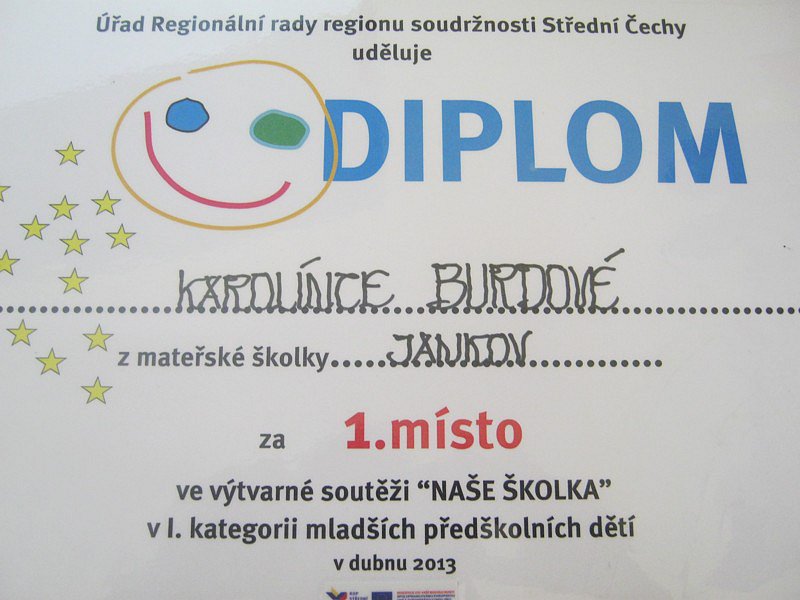 Úřad Regionální rady regionu soudržnosti Střední Čechy
uděluje
DIPLOM
KAROLÍNCE BURDOVÉ
z mateřské školky.....JANKOV.............
za 1.místo
ve výtvarné soutěži “NAŠE ŠKOLKA”
v I. kategorii mladších předškolních dětí
v dubnu 2013